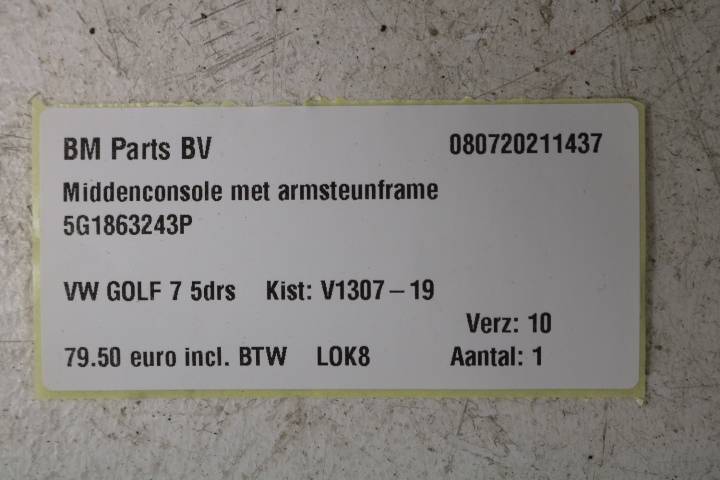 BM Parts BV 080720211437
Middenconsole met armsteunframe
5G1863243P
VW GOLF 7 5drs Kist: V1307-19
Verz: 10
79.50 euro incl. BTW LOK8 Aantal: 1